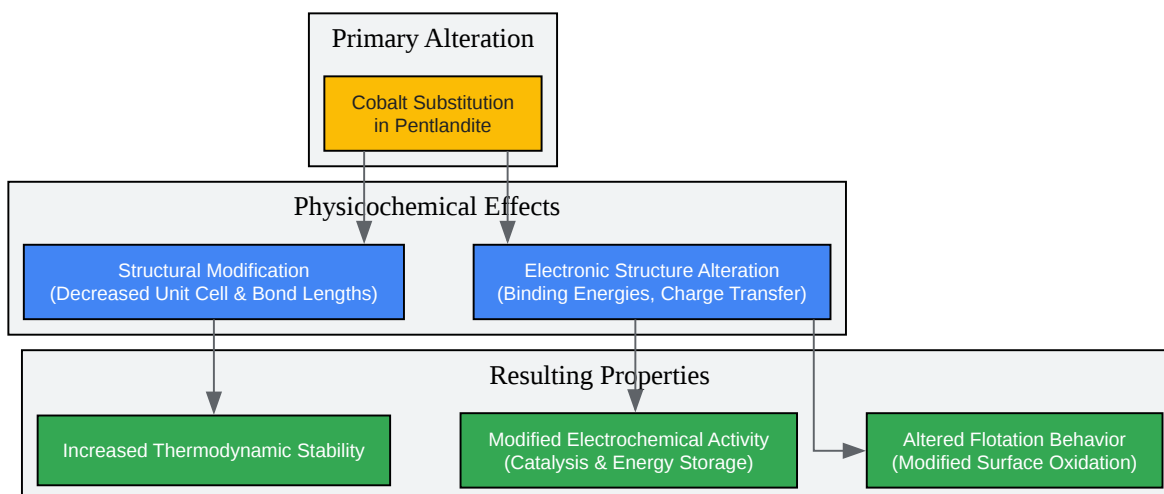 Primary Alteration
Cobalt Substitution
in Pentlandite
Physicochemical Effects
Structural Modification
(Decreased Unit Cell & Bond Lengths)
Electronic Structure Alteration
(Binding Energies, Charge Transfer)
Resulting Properties
Increased Thermodynamic Stability
Modified Electrochemical Activity
(Catalysis & Energy Storage)
Altered Flotation Behavior
(Modified Surface Oxidation)